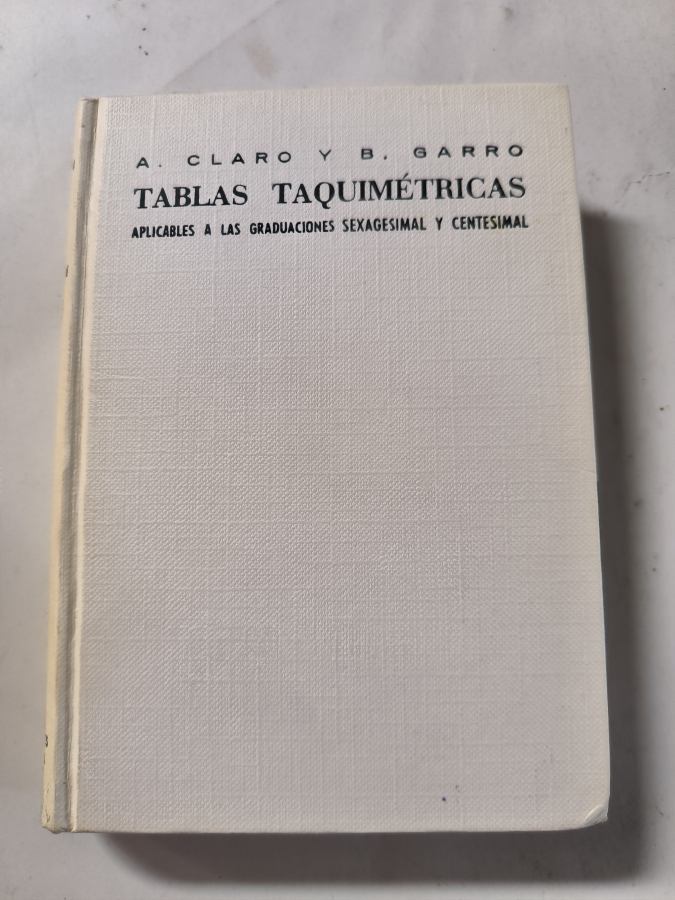 A. CLARO Y B. GARRO
TABLAS TAQUIMÉTRICAS
APLICABLES A LAS GRADUACIONES SEXAGESIMAL Y CENTESIMAL